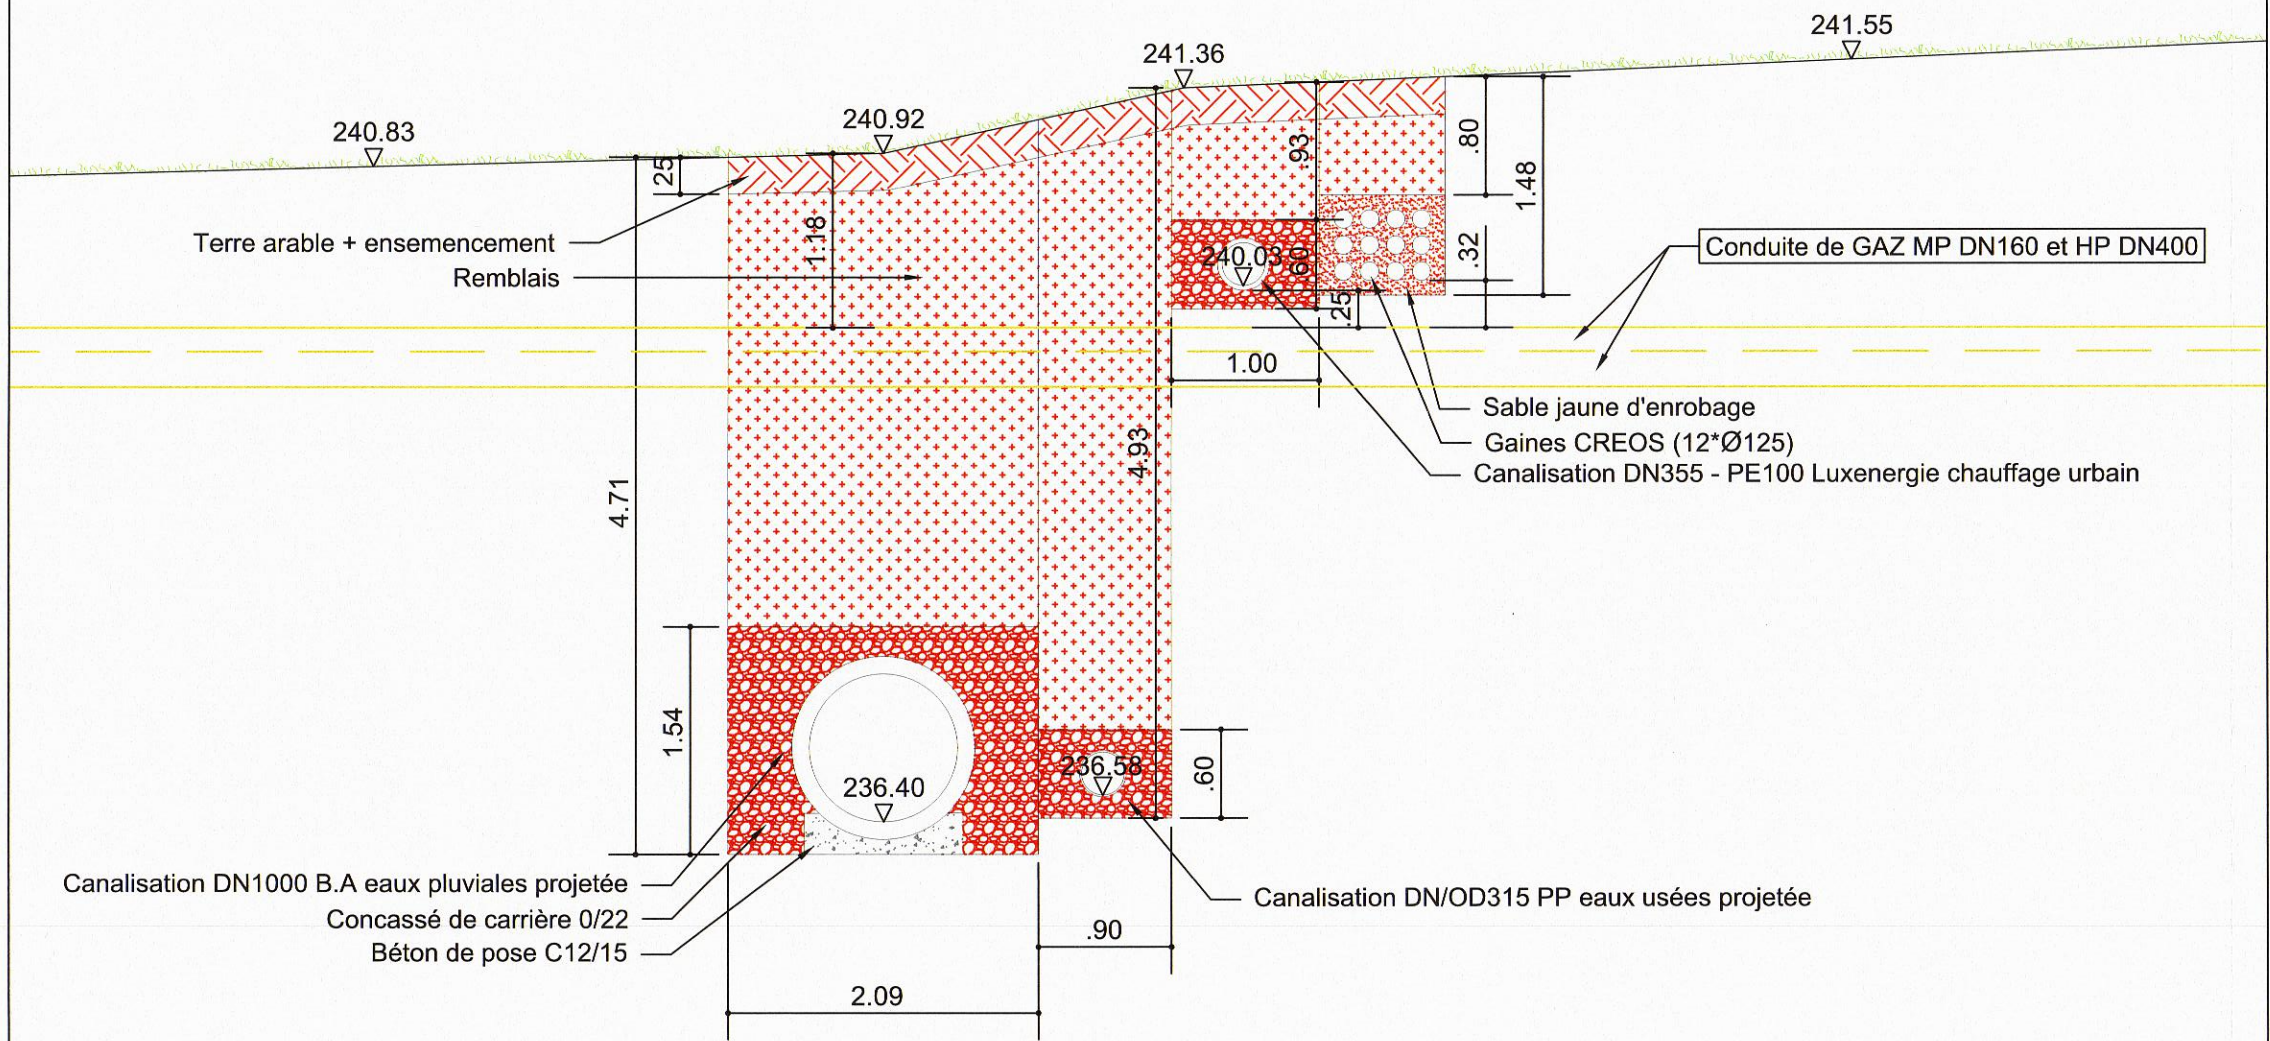 241.55
241.36
240.92
240.83
.25
.93
.80
1.48
1.18
Terre arable + ensemencement
Remblais
240.03
.60
.32
.25
Conduite de GAZ MP DN160 et HP DN400
1.00
Sable jaune d'enrobage
Gaines CREOS (12*Ø125)
Canalisation DN355 - PE100 Luxenergie chauffage urbain
4.93
4.71
1.54
236.40
236.58
.60
Canalisation DN1000 B.A eaux pluviales projetée
Concassé de carrière 0/22
Béton de pose C12/15
Canalisation DN/OD315 PP eaux usées projetée
.90
2.09